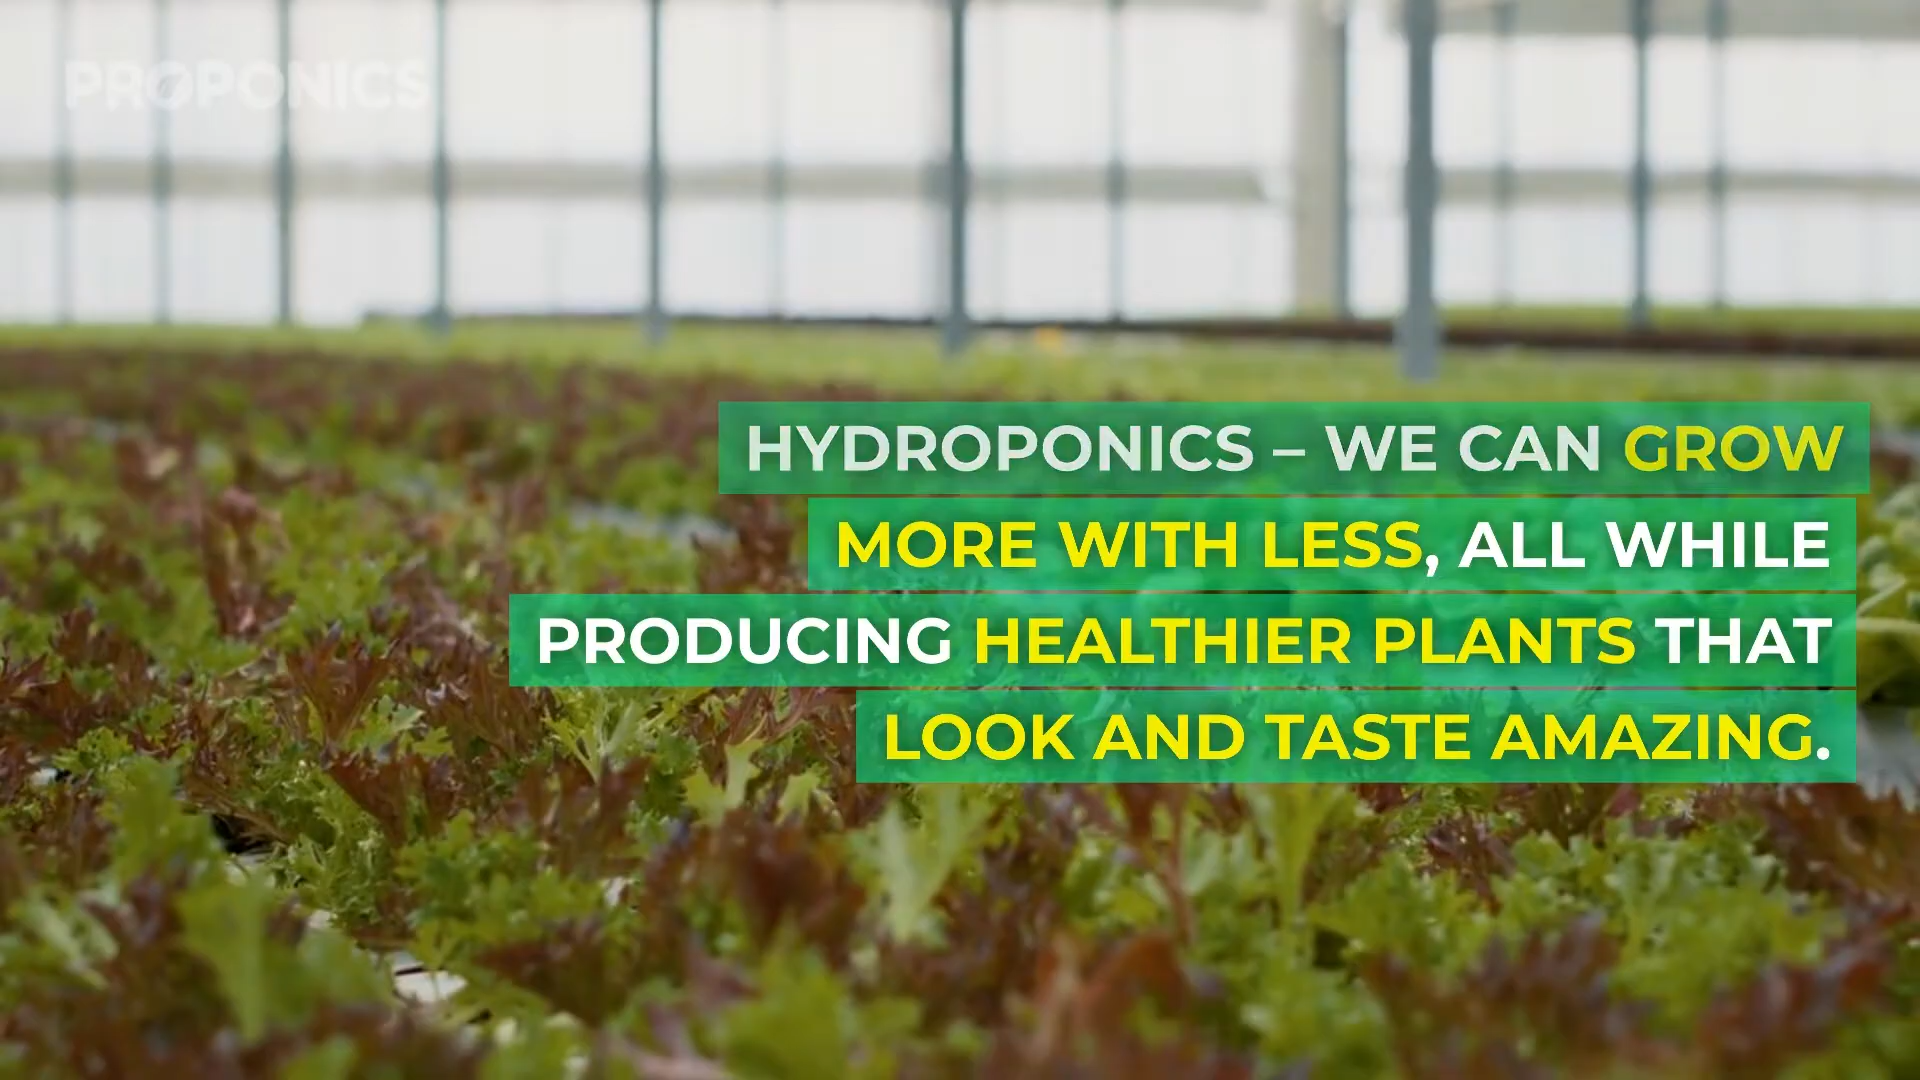 PROPONICS
HYDROPONICS – WE CAN GROW
MORE WITH LESS, ALL WHILE
PRODUCING HEALTHIER PLANTS THAT
LOOK AND TASTE AMAZING.